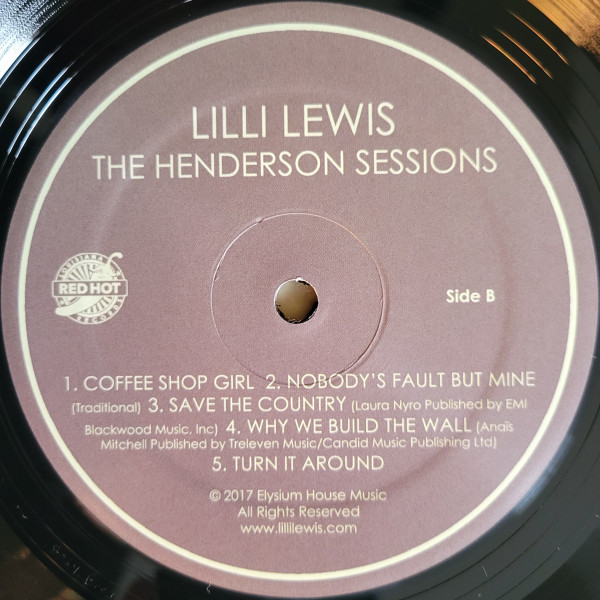 LILLI LEWIS
THE HENDERSON SESSIONS
LOUISIANA
RED HOT
RECORDS
Side B
1. COFFEE SHOP GIRL 2. NOBODY'S FAULT BUT MINE
(Traditional) 3. SAVE THE COUNTRY (Laura Nyro Published by EMI
Blackwood Music, Inc) 4. WHY WE BUILD THE WALL (Anaïs
Mitchell Published by Treleven Music/Candid Music Publishing Ltd)
5. TURN IT AROUND
© 2017 Elysium House Music
All Rights Reserved
www.lillilewis.com